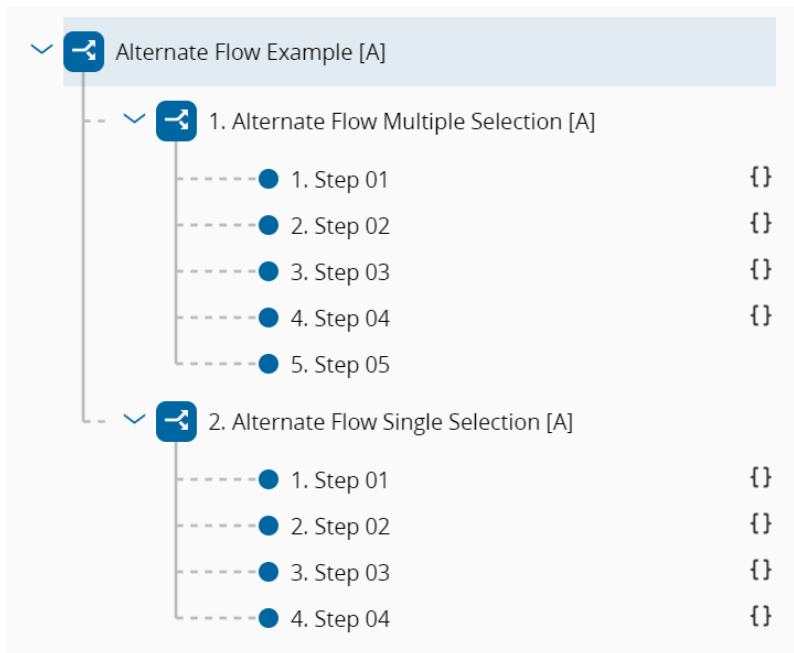 Alternate Flow Example [A]
1. Alternate Flow Multiple Selection [A]
1. Step 01 {}
2. Step 02 {}
3. Step 03 {}
4. Step 04 {}
5. Step 05
2. Alternate Flow Single Selection [A]
1. Step 01 {}
2. Step 02 {}
3. Step 03 {}
4. Step 04 {}